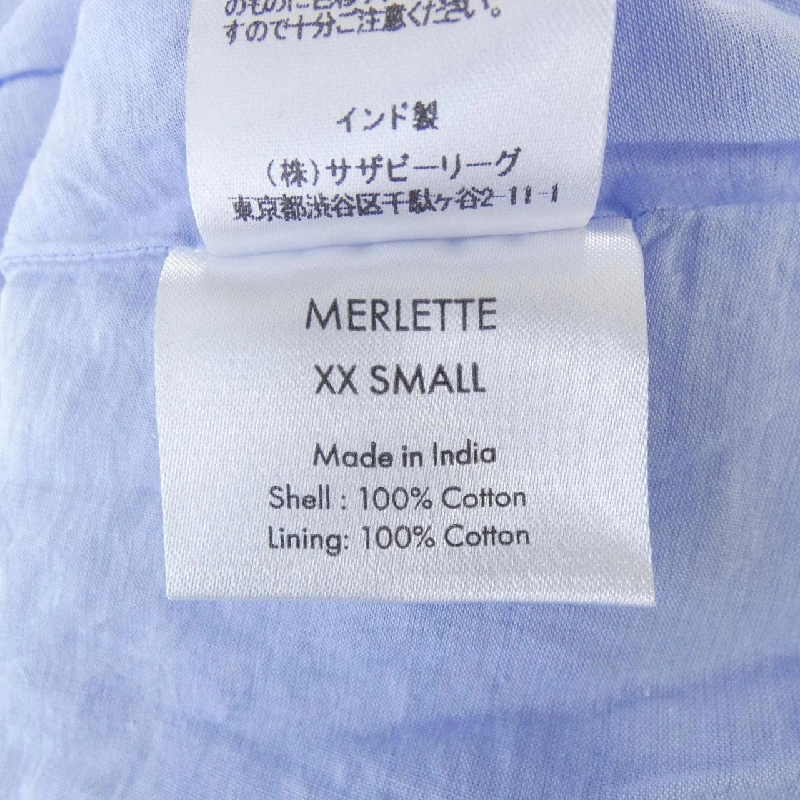 すので十分ご注意ください。
インド製
(株)サザビーリーグ
東京都渋谷区千駄ヶ谷2-11-1
MERLETTE
XX SMALL
Made in India
Shell : 100% Cotton
Lining: 100% Cotton